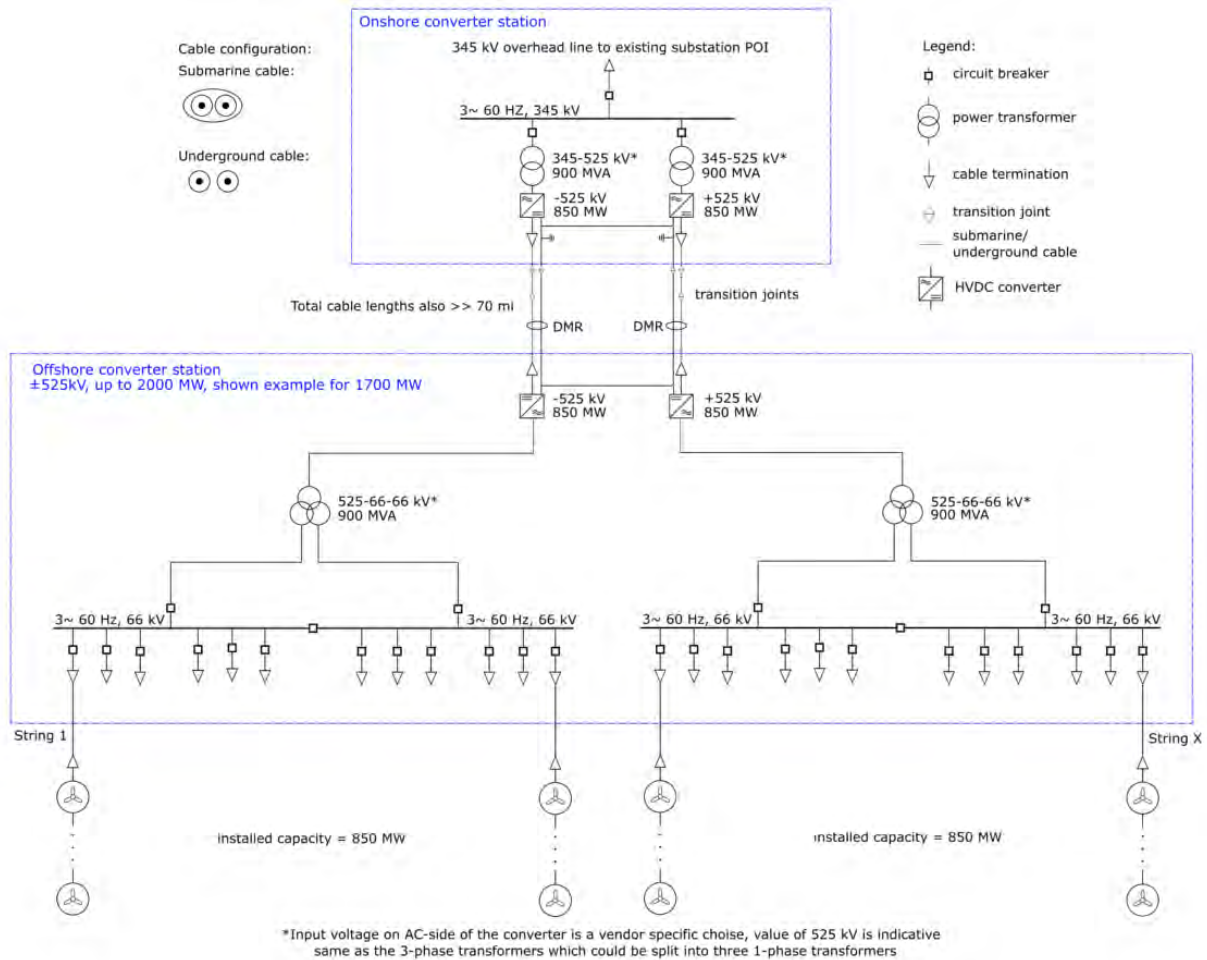 Onshore converter station
Cable configuration:
345 kV overhead line to existing substation POI
Legend:
Submarine cable:
circuit breaker
3~ 60 HZ, 345 kV
power transformer
Underground cable:
345-525 kV*
900 MVA
345-525 kV*
900 MVA
cable termination
-525 kV
850 MW
+525 kV
850 MW
transition joint
submarine/
underground cable
HVDC converter
Total cable lengths also >> 70 mi
transition joints
DMR
DMR
Offshore converter station
±525kV, up to 2000 MW, shown example for 1700 MW
-525 kV
850 MW
+525 kV
850 MW
525-66-66 kV*
900 MVA
525-66-66 kV*
900 MVA
3~ 60 Hz, 66 kV
3~ 60 Hz, 66 kV
3~ 60 Hz, 66 kV
3~ 60 Hz, 66 kV
String 1
String X
installed capacity = 850 MW
installed capacity = 850 MW
*Input voltage on AC-side of the converter is a vendor specific choise, value of 525 kV is indicative
same as the 3-phase transformers which could be split into three 1-phase transformers